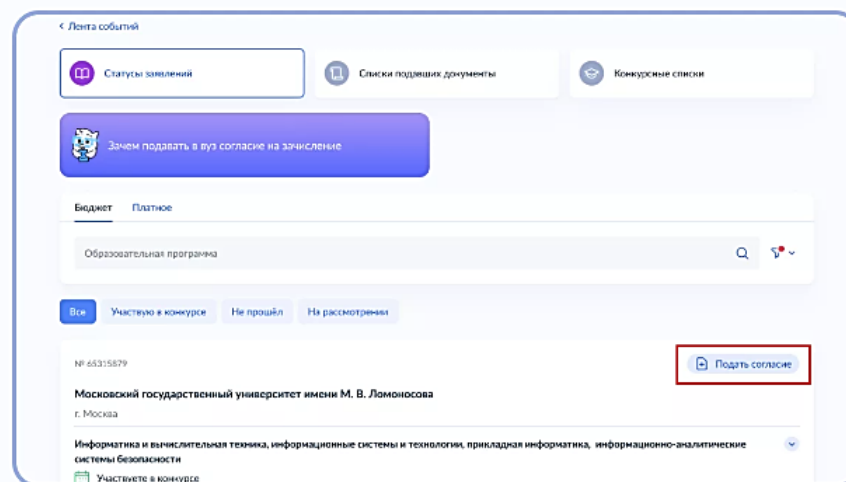 ‹ Лента событий
Статусы заявлений
Списки подавших документы
Конкурсные списки
Зачем подавать в вуз согласие на зачисление
Бюджет Платное
Образовательная программа
Все Участвую в конкурсе Не прошёл На рассмотрении
№ 65315879
Подать согласие
Московский государственный университет имени М. В. Ломоносова
г. Москва
Информатика и вычислительная техника, информационные системы и технологии, прикладная информатика, информационно-аналитические
системы безопасности
Участвуете в конкурсе